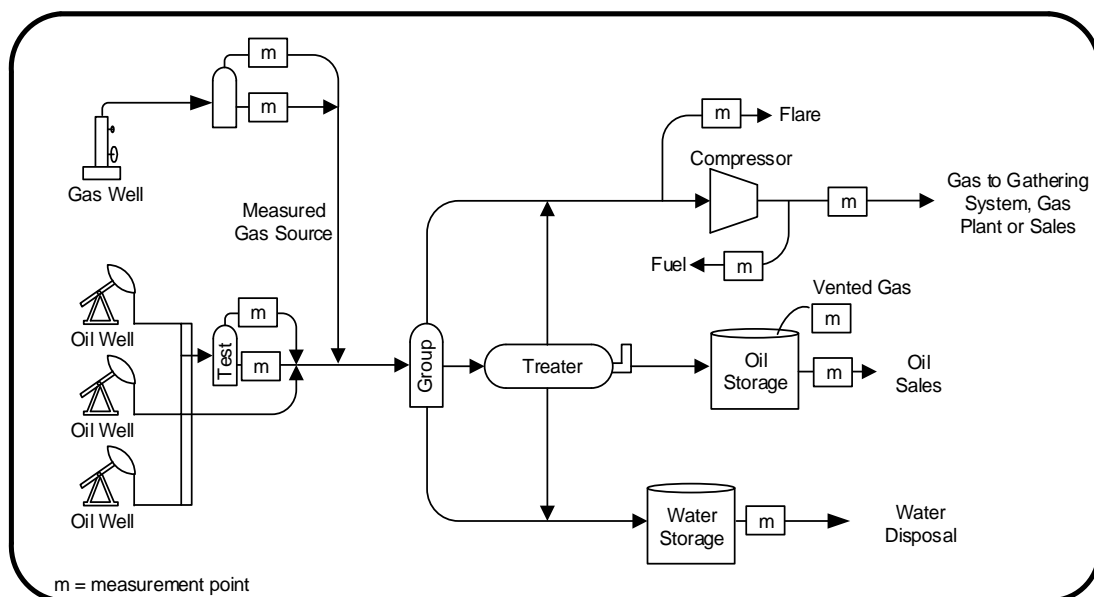 m
m
Gas Well
Measured
Gas Source
m
Flare
Compressor
m
Gas to Gathering
System, Gas
Plant or Sales
Fuel
m
Vented Gas
m
Oil Well
m
Test
m
Oil Well
Oil Well
Group
Treater
Oil
Storage
m
Oil
Sales
Water
Storage
m
Water
Disposal
m = measurement point